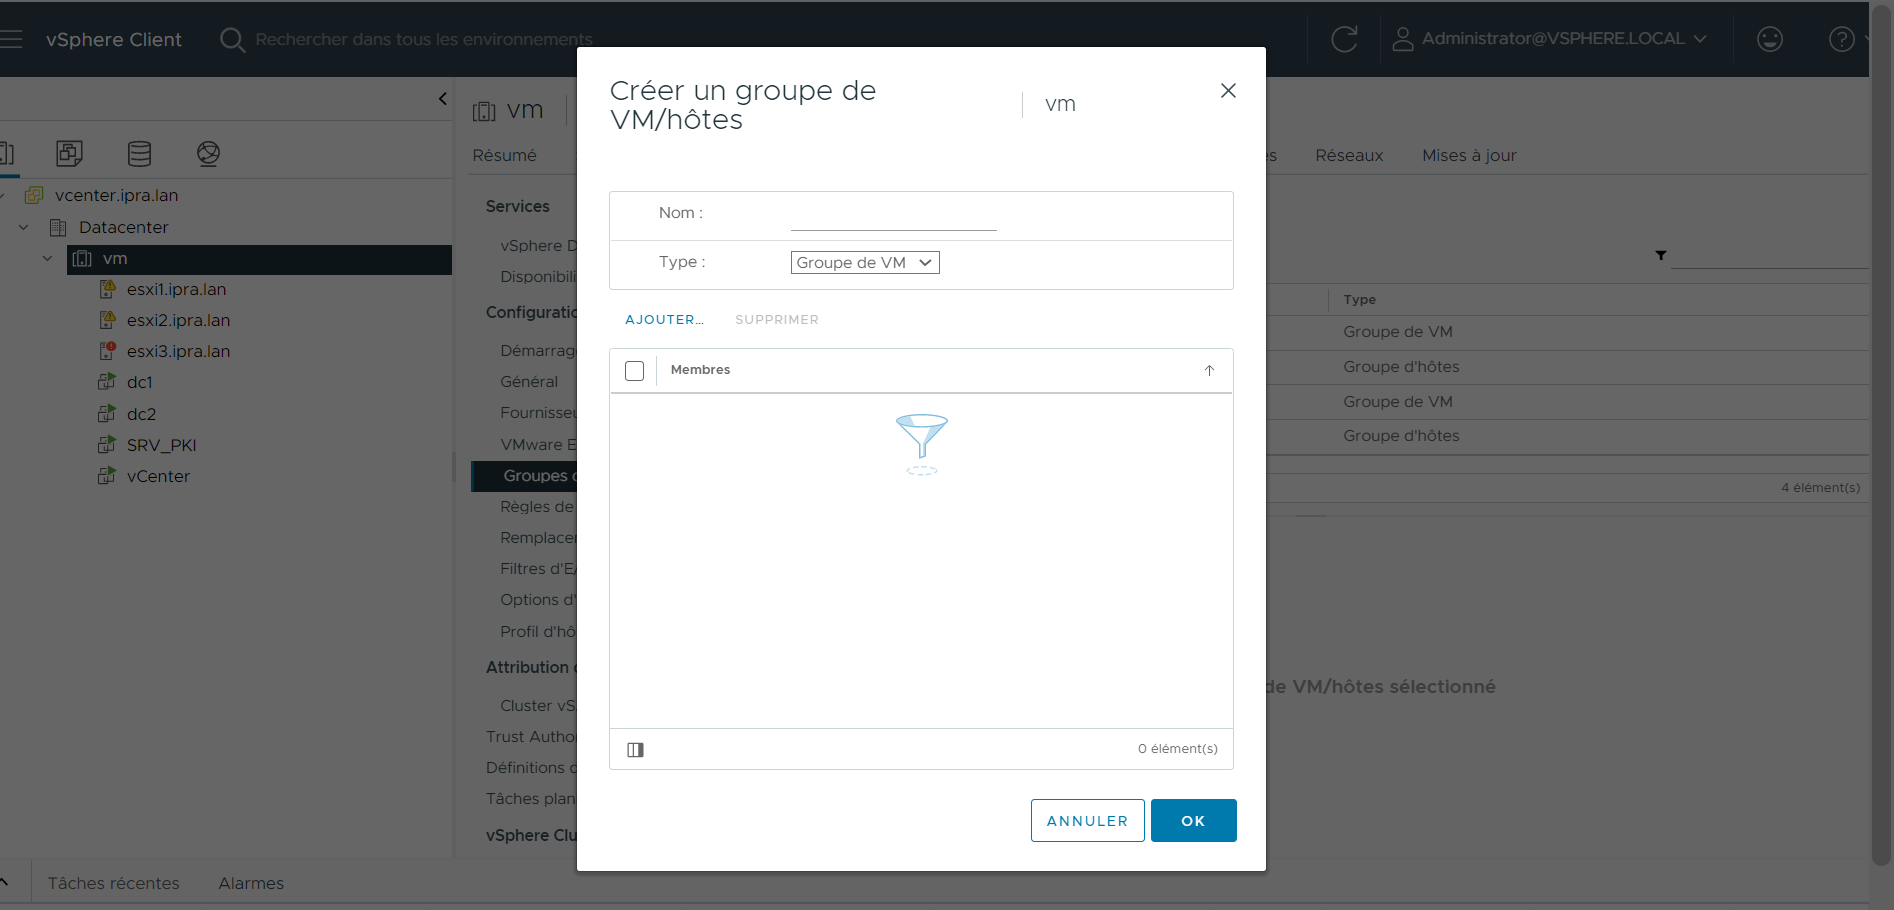 vSphere Client
Rechercher dans tous les environnements
Administrator@VSPHERE.LOCAL
vcenter.ipra.lan
Datacenter
vm
esxi1.ipra.lan
esxi2.ipra.lan
esxi3.ipra.lan
dc1
dc2
SRV_PKI
vCenter
vm
Résumé
Réseaux
Mises à jour
Services
vSphere D
Disponibili
Configuratio
Démarrag
Général
Fournisseu
VMware E
Groupes d
Règles de
Remplacer
Filtres d'E/
Options d'
Profil d'hô
Attribution
Cluster vS
Trust Autho
Définitions
Tâches plan
vSphere Clu
Créer un groupe de
VM/hôtes
vm
Nom :
Type :
Groupe de VM
AJOUTER...
SUPPRIMER
Membres
0 élément(s)
ANNULER
OK
Type
Groupe de VM
Groupe d'hôtes
Groupe de VM
Groupe d'hôtes
4 élément(s)
de VM/hôtes sélectionné
Tâches récentes
Alarmes